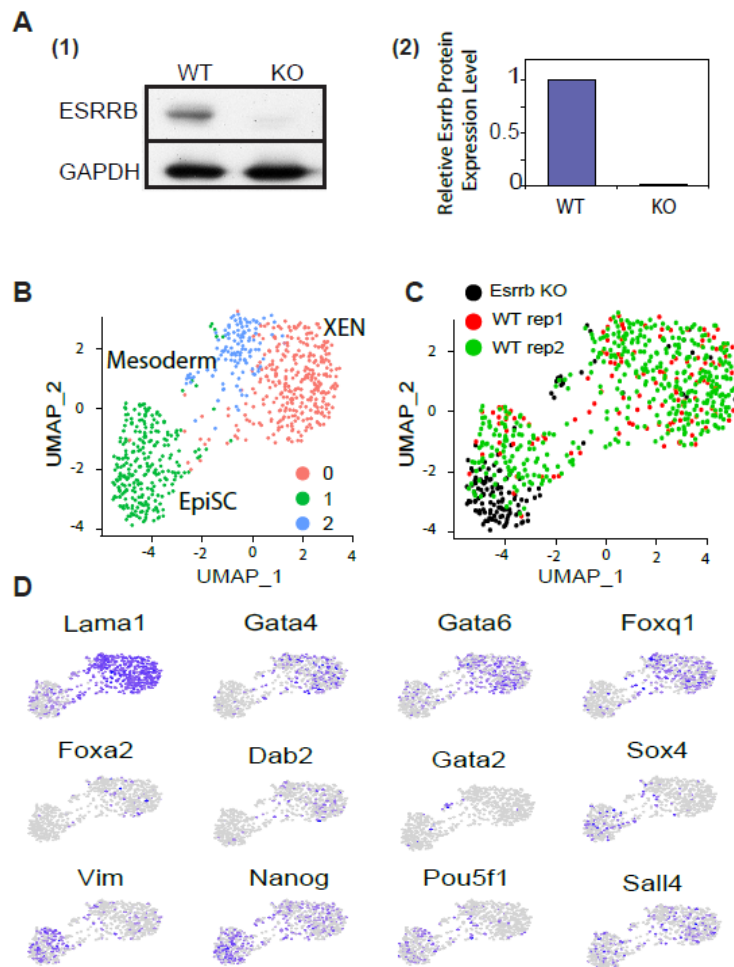 A
(1)
(2)
WT KO
ESRRB
GAPDH
Reletive Esrrb Protein
Expression Level
1
0.5
0
WT KO
B
C
Mesoderm
XEN
EpiSC
0
1
2
UMAP_2
2
0
-2
-4
-4 -2 0 2 4
UMAP_1
Esrrb KO
WT rep1
WT rep2
UMAP_2
2
0
-2
-4
-4 -2 0 2 4
UMAP_1
D
Lama1 Gata4 Gata6 Foxq1
Foxa2 Dab2 Gata2 Sox4
Vim Nanog Pou5f1 Sall4